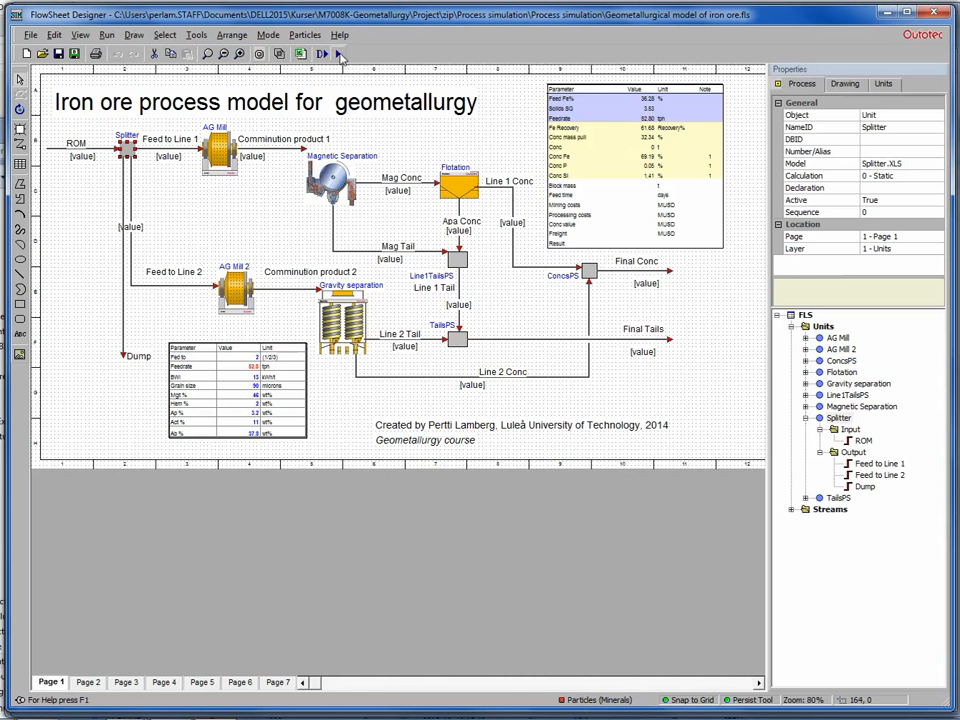 FlowSheet Designer - C:\Users\perlam.STAFF\Documents\DELL2015\Kurser\M7008K-Geometallurgy\Project\zip\Process simulation\Process simulation\Geometallurgical model of iron ore.fls
File Edit View Run Draw Select Tools Arrange Mode Particles Help
Outotec
Iron ore process model for geometallurgy
ROM
[value]
Splitter
Feed to Line 1
[value]
AG Mill
Comminution product 1
[value]
Magnetic Separation
Mag Conc
[value]
Flotation
Line 1 Conc
[value]
Apa Conc
[value]
[value]
Mag Tail
[value]
Line1TailsPS
Line 1 Tail
[value]
Feed to Line 2
AG Mill 2
Comminution product 2
Gravity separation
ConcsPS
Final Conc
[value]
TailsPS
Line 2 Tail
[value]
Final Tails
[value]
Line 2 Conc
[value]
Dump
Parameter Value Unit Note
Feed Fe% 36.28 %
Solids SG 3.53
Feedrate 52.80 tph
Fe Recovery 61.68 Recovery%
Conc mass pull 32.34 %
Conc 0 t
Conc Fe 69.19 % 1
Conc P 0.05 % 1
Conc Si 1.41 % 1
Block mass t
Feed time days
Mining costs MUSD
Processing costs MUSD
Conc value MUSD
Freight MUSD
Result MUSD
Parameter Value Unit
Fed to 2 (1/2/3)
Feedrate 52.8 tph
BWI 13 kWh/t
Grain size 90 microns
Mgt % 46 wt%
Hem % 2 wt%
Ap % 3.2 wt%
Act % 11 wt%
Ab % 37.8 wt%
Created by Pertti Lamberg, Luleå University of Technology, 2014
Geometallurgy course
Properties
Process Drawing Units
General
Object Unit
NameID Splitter
DBID
Number/Alias
Model Splitter.XLS
Calculation 0 - Static
Declaration
Active True
Sequence 0
Location
Page 1 - Page 1
Layer 1 - Units
FLS
Units
AG Mill
AG Mill 2
ConcsPS
Flotation
Gravity separation
Line1TailsPS
Magnetic Separation
Splitter
Input
ROM
Output
Feed to Line 1
Feed to Line 2
Dump
TailsPS
Streams
Page 1 Page 2 Page 3 Page 4 Page 5 Page 6 Page 7
For Help press F1
Particles (Minerals) Snap to Grid Persist Tool Zoom: 80% 164, 0